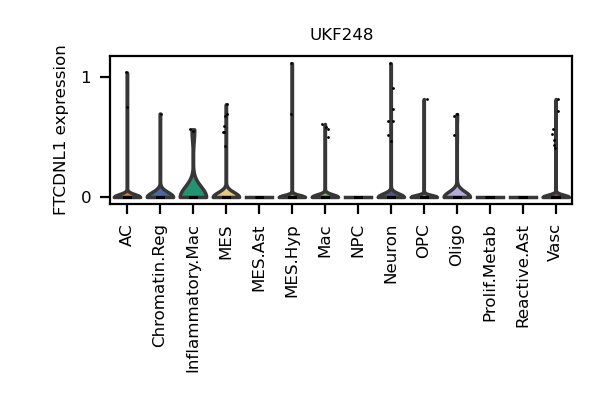 UKF248
FTCDNL1 expression
1
0
AC
Chromatin.Reg
Inflammatory.Mac
MES
MES.Ast
MES.Hyp
Mac
NPC
Neuron
OPC
Oligo
Prolif.Metab
Reactive.Ast
Vasc